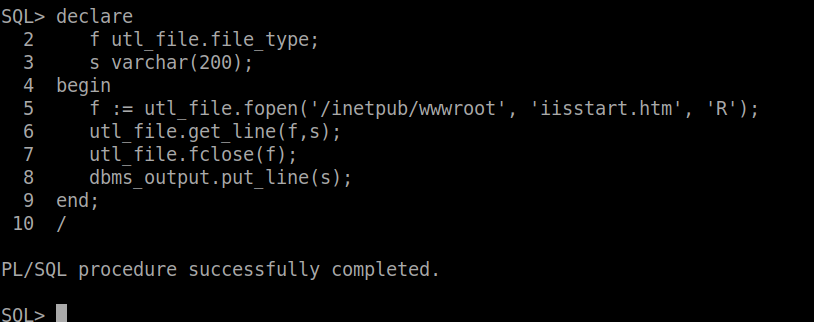 SQL> declare
  2     f utl_file.file_type;
  3     s varchar(200);
  4  begin
  5     f := utl_file.fopen('/inetpub/wwwroot', 'iisstart.htm', 'R');
  6     utl_file.get_line(f,s);
  7     utl_file.fclose(f);
  8     dbms_output.put_line(s);
  9  end;
 10  /
PL/SQL procedure successfully completed.
SQL>